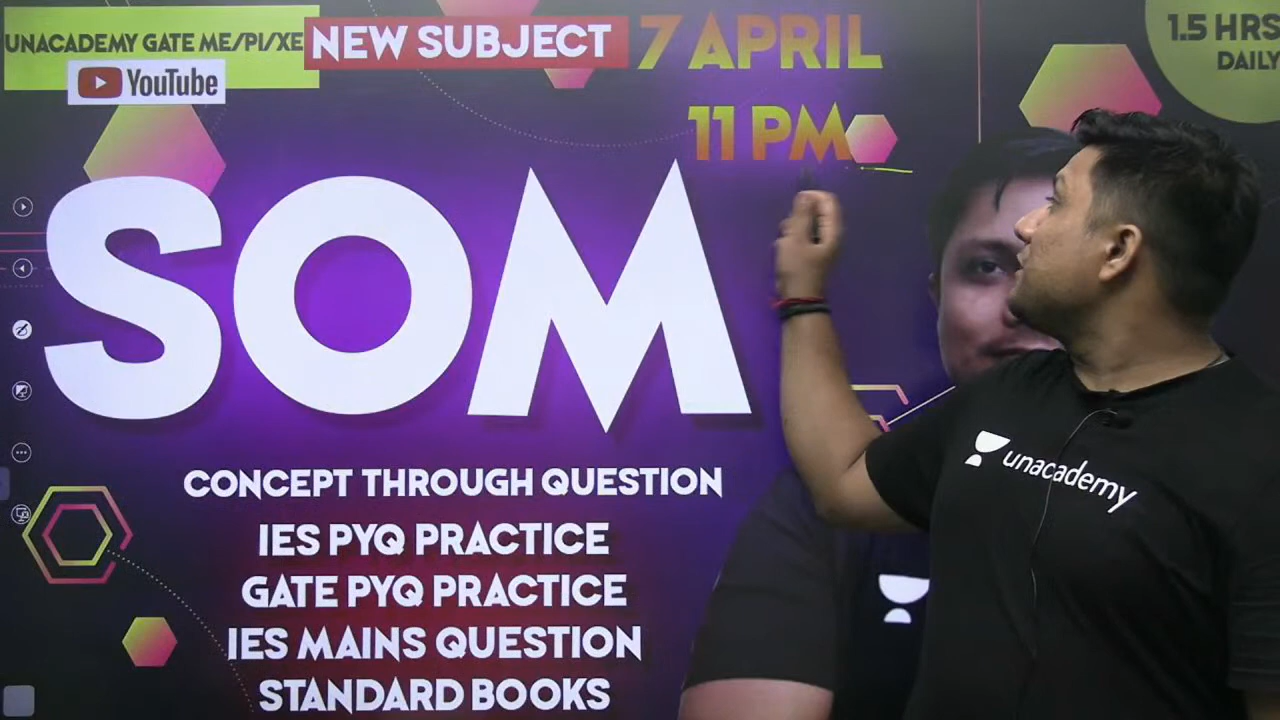 UNACADEMY GATE ME/PI/XE
YouTube
NEW SUBJECT
7 APRIL
11 PM
1.5 HRS
DAILY
SOM
CONCEPT THROUGH QUESTION
IES PYQ PRACTICE
GATE PYQ PRACTICE
IES MAINS QUESTION
STANDARD BOOKS
unacademy